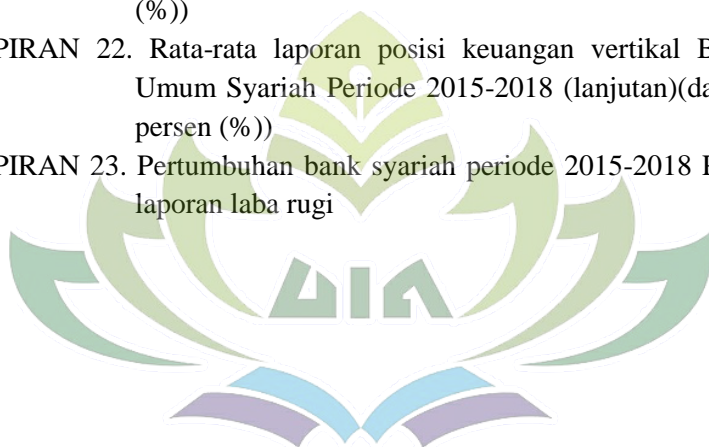 (%))
PIRAN 22. Rata-rata laporan posisi keuangan vertikal B
Umum Syariah Periode 2015-2018 (lanjutan)(da
persen (%))
PIRAN 23. Pertumbuhan bank syariah periode 2015-2018 B
laporan laba rugi
UIN